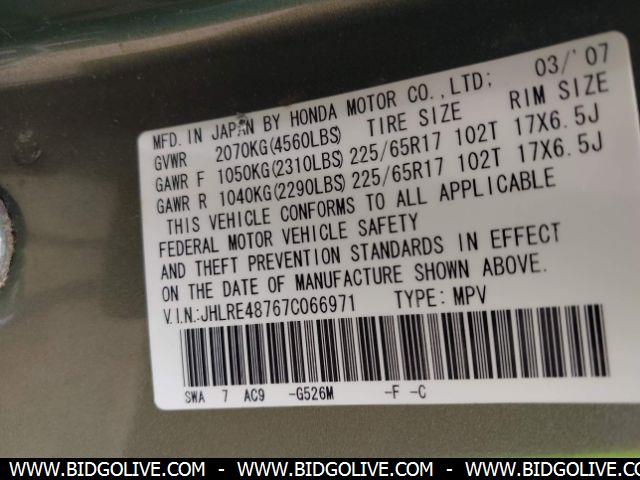 MFD. IN JAPAN BY HONDA MOTOR CO., LTD; 03/'07
GVWR 2070KG(4560LBS) TIRE SIZE RIM SIZE
GAWR F 1050KG(2310LBS) 225/65R17 102T 17X6.5J
GAWR R 1040KG(2290LBS) 225/65R17 102T 17X6.5J
THIS VEHICLE CONFORMS TO ALL APPLICABLE
FEDERAL MOTOR VEHICLE SAFETY
AND THEFT PREVENTION STANDARDS IN EFFECT
ON THE DATE OF MANUFACTURE SHOWN ABOVE.
V.I.N.:JHLRE48767C066971 TYPE: MPV
SWA 7 AC9 -G526M -F -C
WWW.BIDGOLIVE.COM - WWW.BIDGOLIVE.COM - WWW.BIDGOLIVE.COM